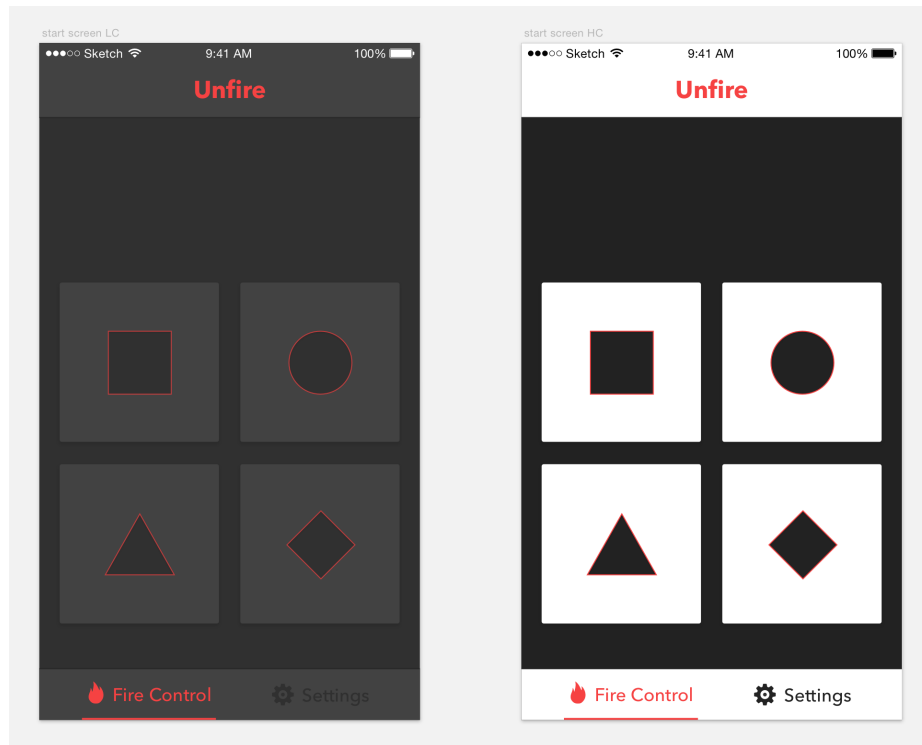 start screen LC
Sketch 9:41 AM 100%
Unfire
Fire Control Settings
start screen HC
Sketch 9:41 AM 100%
Unfire
Fire Control Settings